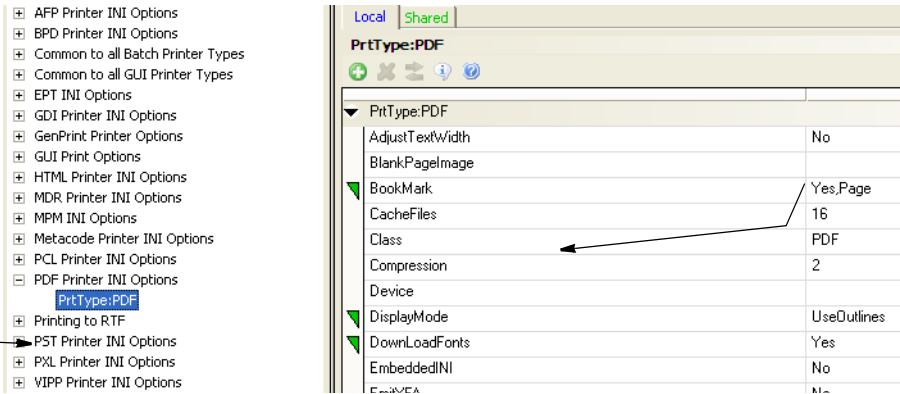 AFP Printer INI Options
BPD Printer INI Options
Common to all Batch Printer Types
Common to all GUI Printer Types
EPT INI Options
GDI Printer INI Options
GenPrint Printer Options
GUI Print Options
HTML Printer INI Options
MDR Printer INI Options
MPM INI Options
Metacode Printer INI Options
PCL Printer INI Options
PDF Printer INI Options
PrtType:PDF
Printing to RTF
PST Printer INI Options
PXL Printer INI Options
VIPP Printer INI Options
Local Shared
PrtType:PDF
PrtType:PDF
AdjustTextWidth No
BlankPageImage
BookMark Yes,Page
CacheFiles 16
Class PDF
Compression 2
Device
DisplayMode UseOutlines
DownLoadFonts Yes
EmbeddedINI No